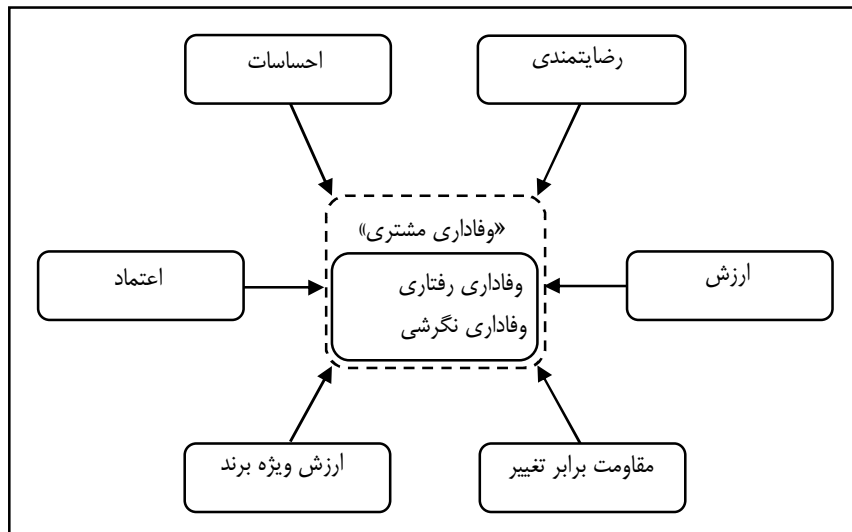 رضایتمندی
احساسات
«وفاداری مشتری»
وفاداری رفتاری
وفاداری نگرشی
ارزش
اعتماد
مقاومت برابر تغییر
ارزش ویژه برند